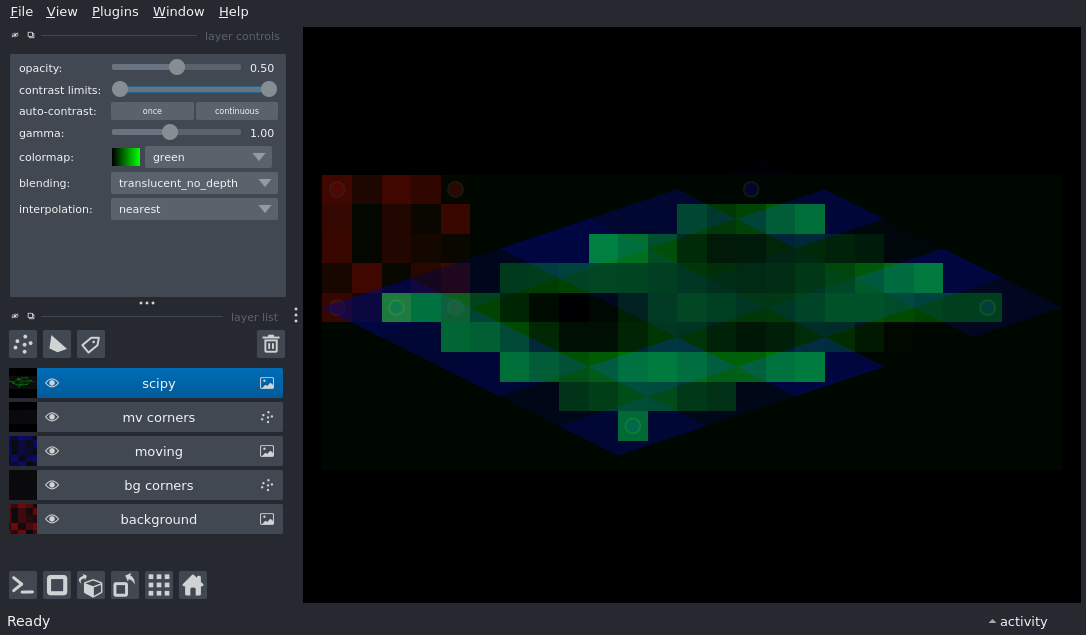 File View Plugins Window Help
layer controls
opacity: 0.50
contrast limits:
auto-contrast: once continuous
gamma: 1.00
colormap: green
blending: translucent_no_depth
interpolation: nearest
layer list
scipy
mv corners
moving
bg corners
background
Ready activity